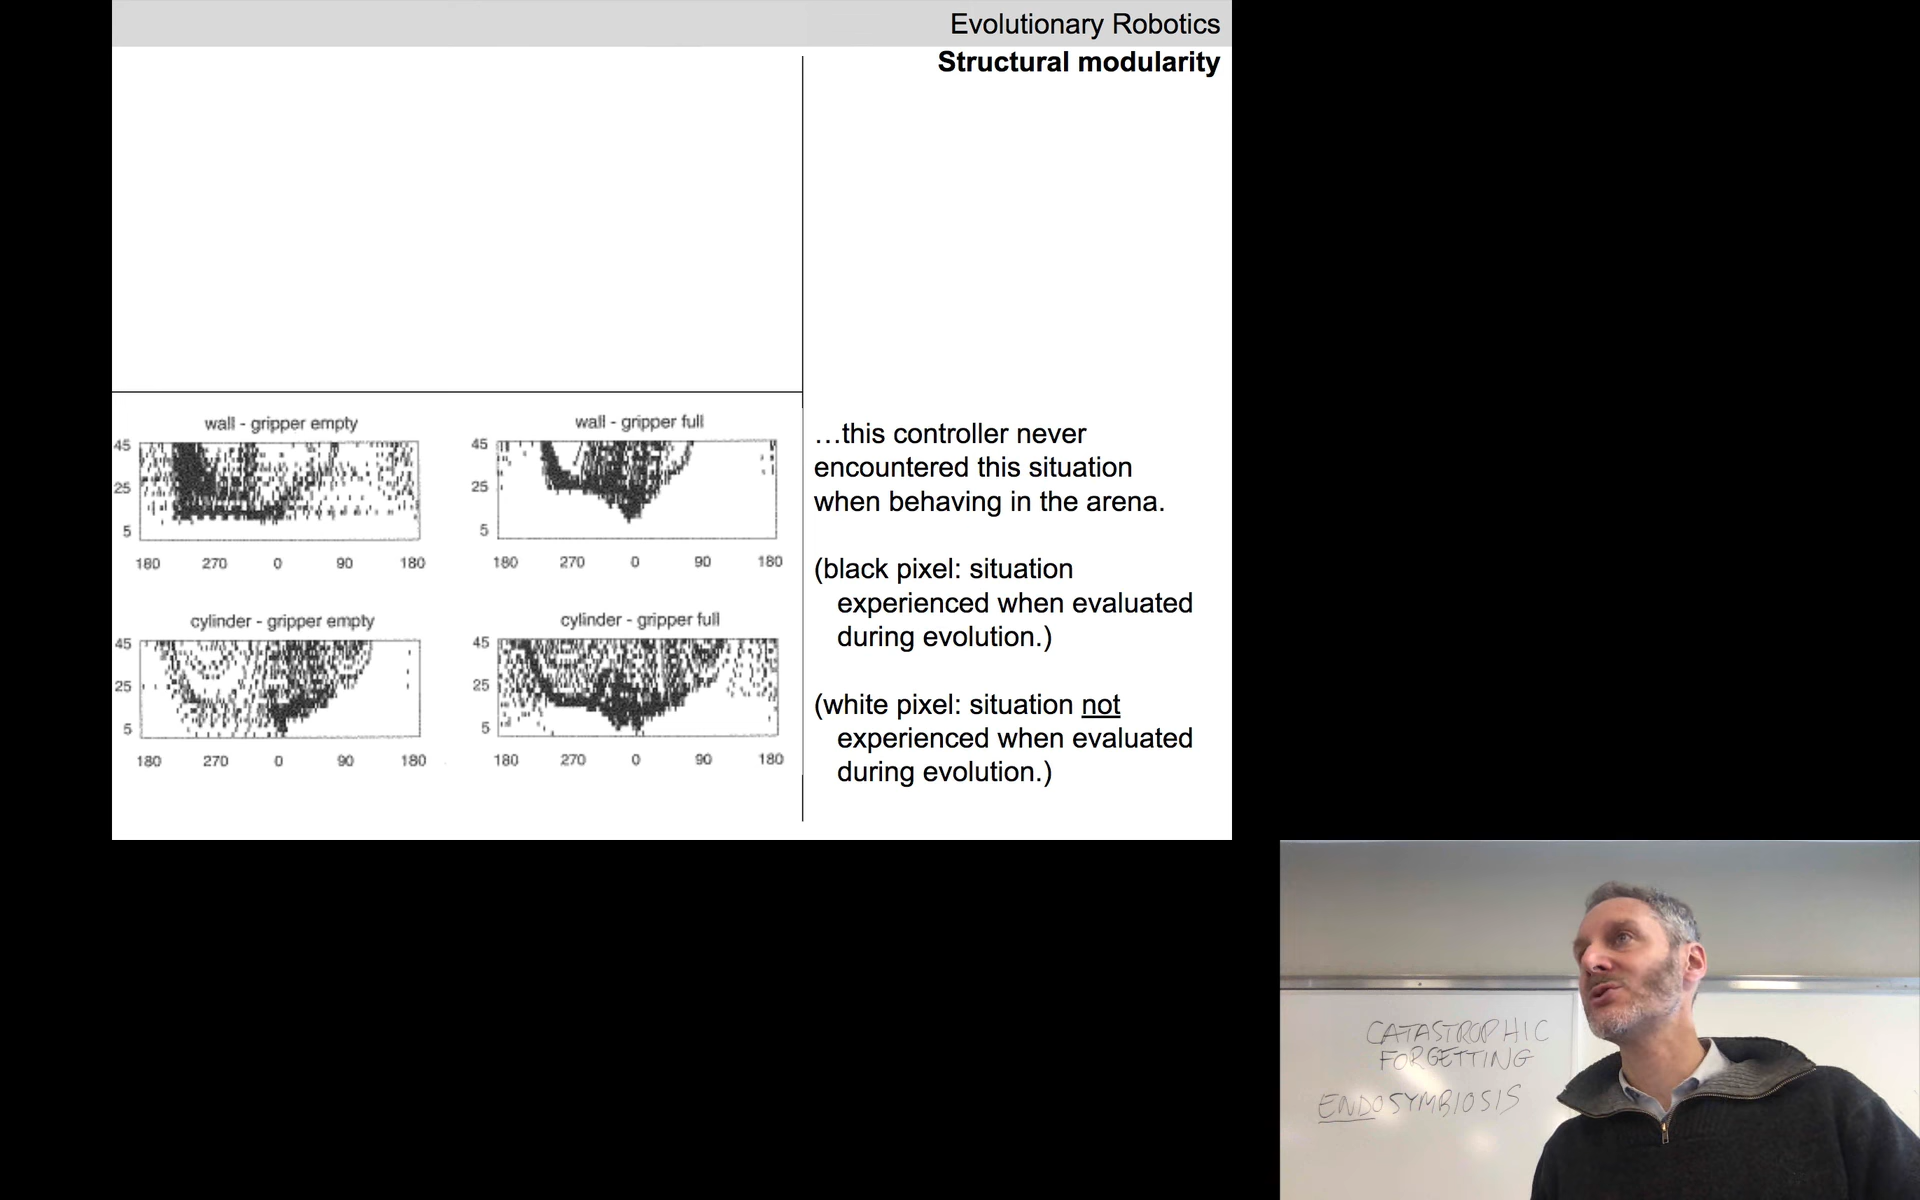 Evolutionary Robotics
Structural modularity
wall - gripper empty
45
25
5
180 270 0 90 180
wall - gripper full
45
25
5
180 270 0 90 180
cylinder - gripper empty
45
25
5
180 270 0 90 180
cylinder - gripper full
45
25
5
180 270 0 90 180
…this controller never
encountered this situation
when behaving in the arena.
(black pixel: situation
experienced when evaluated
during evolution.)
(white pixel: situation not
experienced when evaluated
during evolution.)
CATASTROPHIC
FORGETTING
ENDOSYMBIOSIS